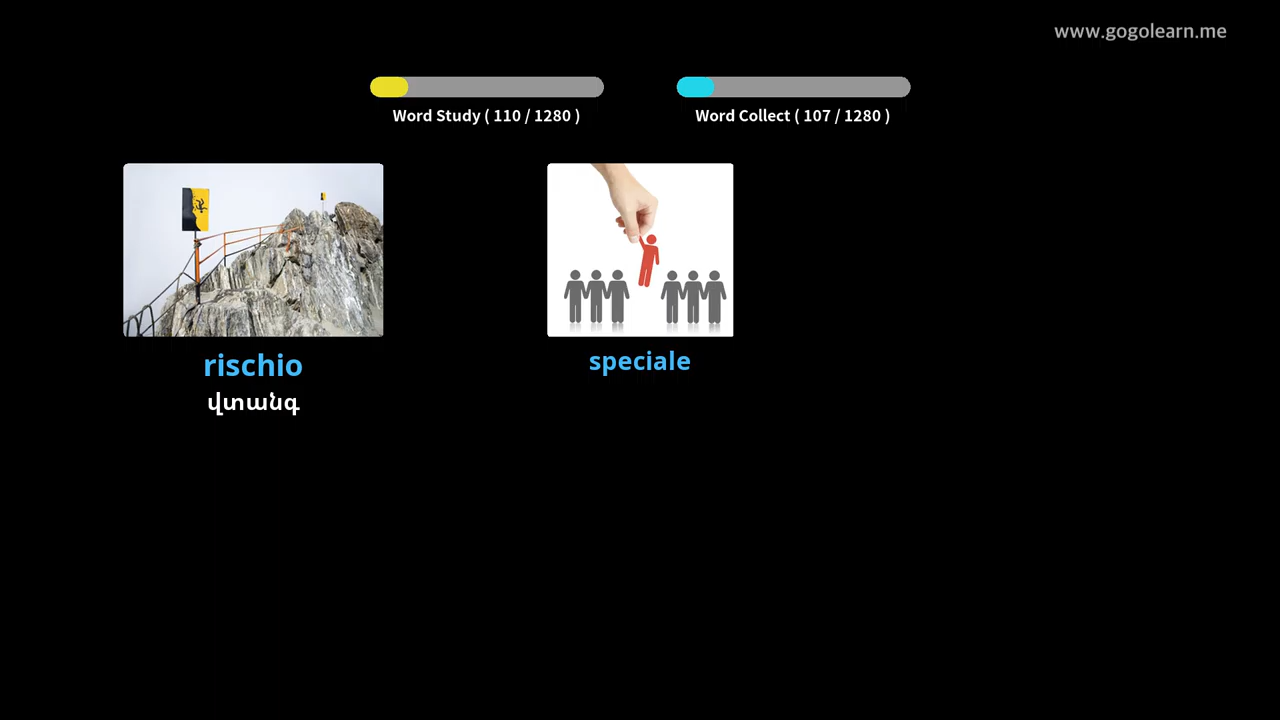 www.gogolearn.me
Word Study ( 110 / 1280 )
Word Collect ( 107 / 1280 )
rischio
վտանգ
speciale